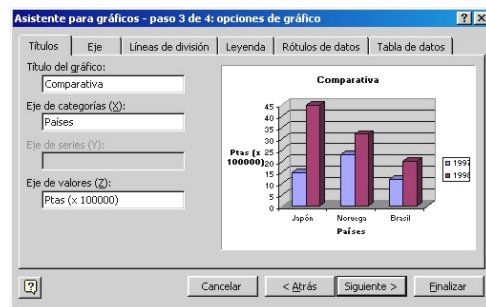 Asistente para gráficos - paso 3 de 4: opciones de gráfico
Títulos
Eje
Líneas de división
Leyenda
Rótulos de datos
Tabla de datos
Título del gráfico:
Comparativa
Eje de categorías (X):
Países
Eje de series (Y):
Eje de valores (Z):
Ptas (x 100000)
Comparativa
45
40
35
30
25
20
15
10
5
0
Ptas (x
100000)
Japón
Noruega
Brasil
Países
1997
1998
Cancelar
< Atrás
Siguiente >
Finalizar